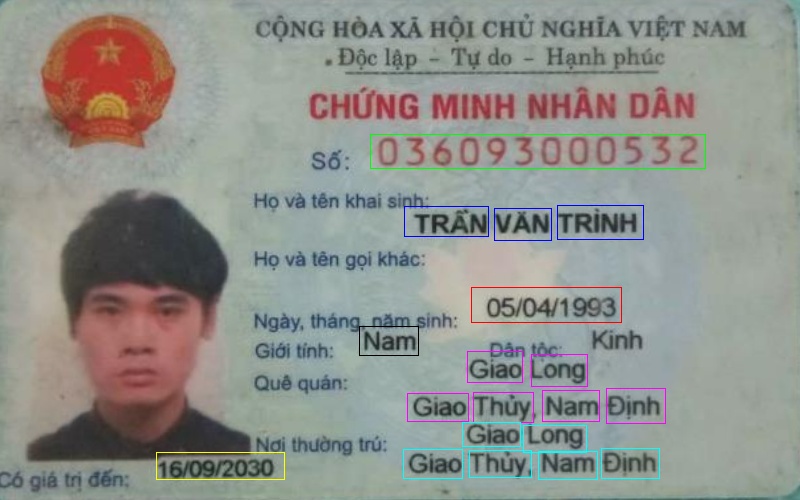 CỘNG HÒA XÃ HỘI CHỦ NGHĨA VIỆT NAM
Độc lập - Tự do - Hạnh phúc
CHỨNG MINH NHÂN DÂN
Số: 036093000532
Họ và tên khai sinh:
TRẦN VĂN TRÌNH
Họ và tên gọi khác:
Ngày, tháng, năm sinh: 05/04/1993
Giới tính: Nam Dân tộc: Kinh
Quê quán: Giao Long
Giao Thủy, Nam Định
Nơi thường trú: Giao Long
Giao Thủy, Nam Định
Có giá trị đến: 16/09/2030